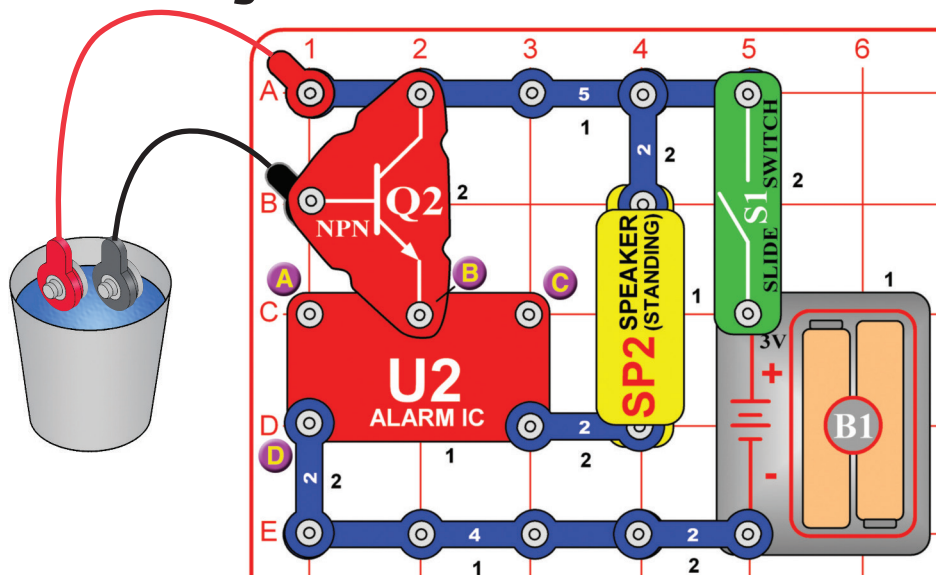 1 2 3 4 5 6
A
5
1
2
2
SLIDE SWITCH
S1
2
B
Q2
NPN
2
SPEAKER
(STANDING)
SP2
1
A
B
C
C
1
3V
+
U2
ALARM IC
B1
D
2
2
-
D
1
2
2
E
4
1
2
2